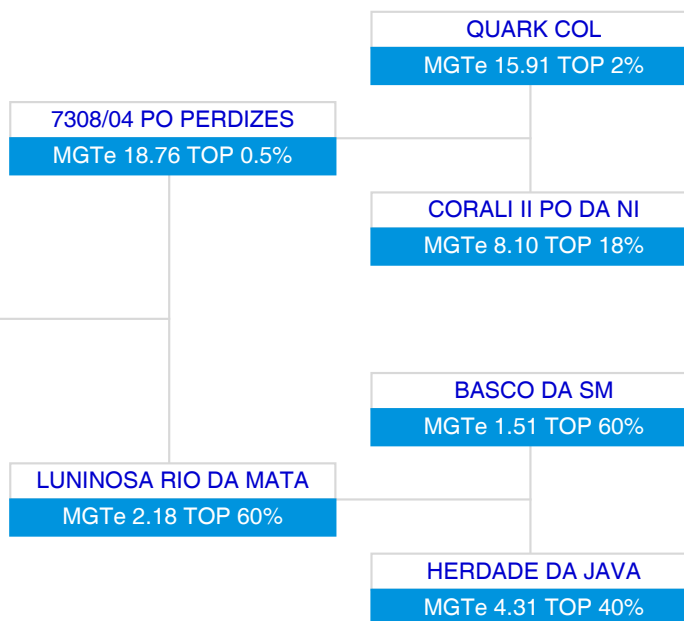 QUARK COL
MGTe 15.91 TOP 2%
7308/04 PO PERDIZES
MGTe 18.76 TOP 0.5%
CORALI II PO DA NI
MGTe 8.10 TOP 18%
BASCO DA SM
MGTe 1.51 TOP 60%
LUNINOSA RIO DA MATA
MGTe 2.18 TOP 60%
HERDADE DA JAVA
MGTe 4.31 TOP 40%